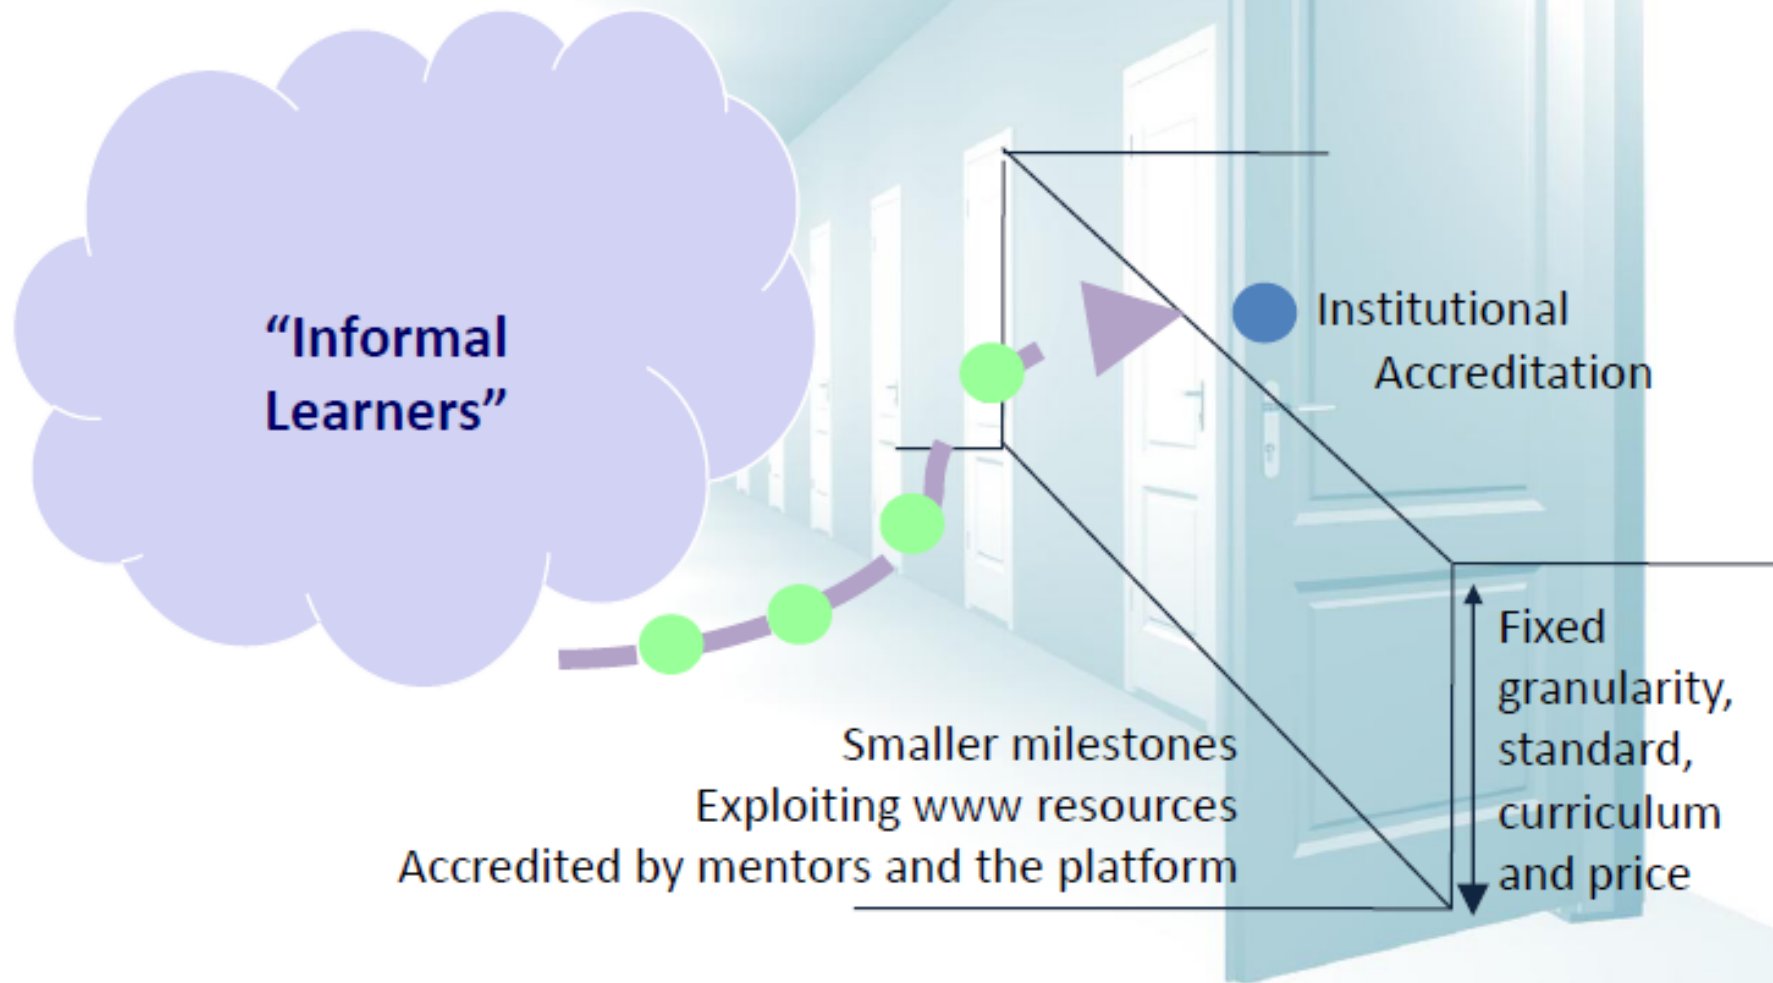 “Informal
Learners”
Institutional
Accreditation
Fixed
granularity,
standard,
curriculum
and price
Smaller milestones
Exploiting www resources
Accredited by mentors and the platform